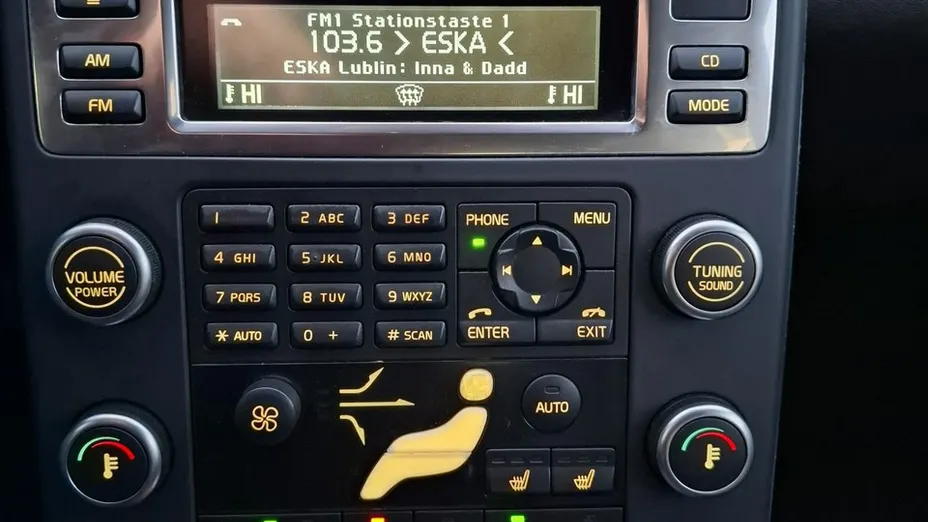 FM1 Stationstaste 1
103.6 > ESKA <
ESKA Lublin: Inna & Dadd
HI HI
AM
FM
CD
MODE
1 2 ABC 3 DEF
4 GHI 5 JKL 6 MNO
7 PQRS 8 TUV 9 WXYZ
* AUTO 0 + # SCAN
PHONE MENU
ENTER EXIT
VOLUME
POWER
TUNING
SOUND
AUTO